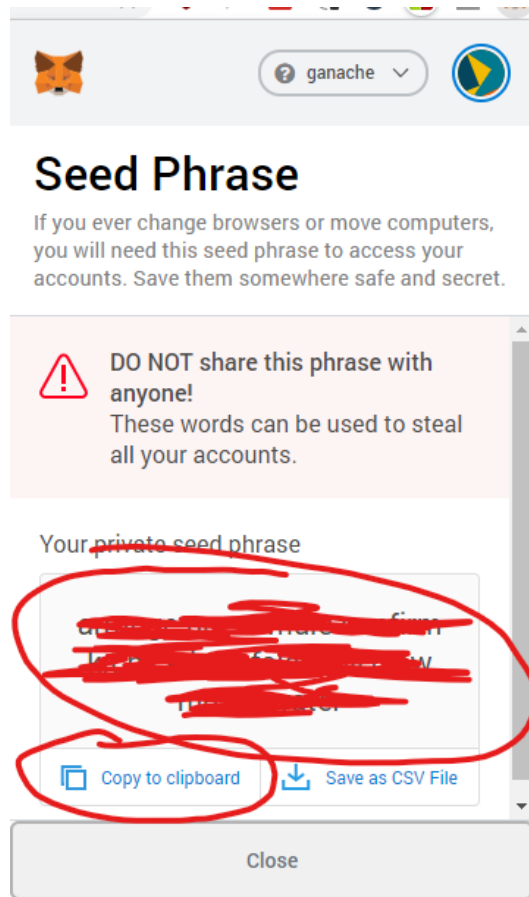 ganache
Seed Phrase
If you ever change browsers or move computers,
you will need this seed phrase to access your
accounts. Save them somewhere safe and secret.
DO NOT share this phrase with
anyone!
These words can be used to steal
all your accounts.
Your private seed phrase
Copy to clipboard
Save as CSV File
Close